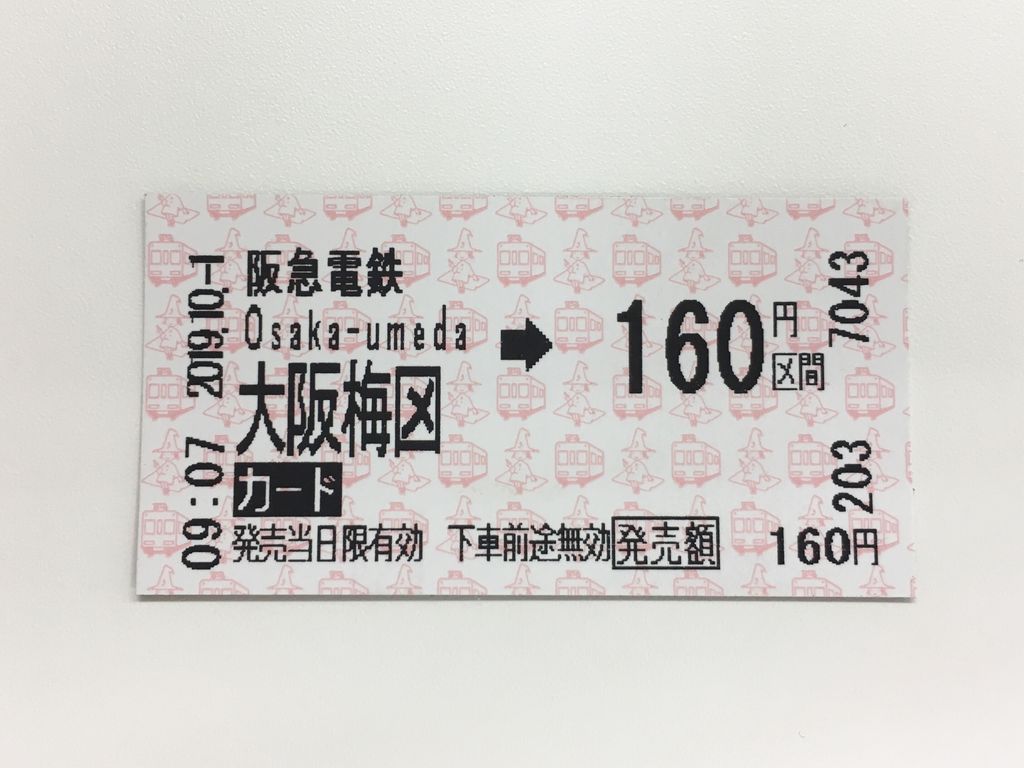 2019.10.-1
09:07
阪急電鉄
Osaka-umeda
大阪梅区
➡
160円
区間
カード
発売当日限有効 下車前途無効 発売額 160円
7043
203